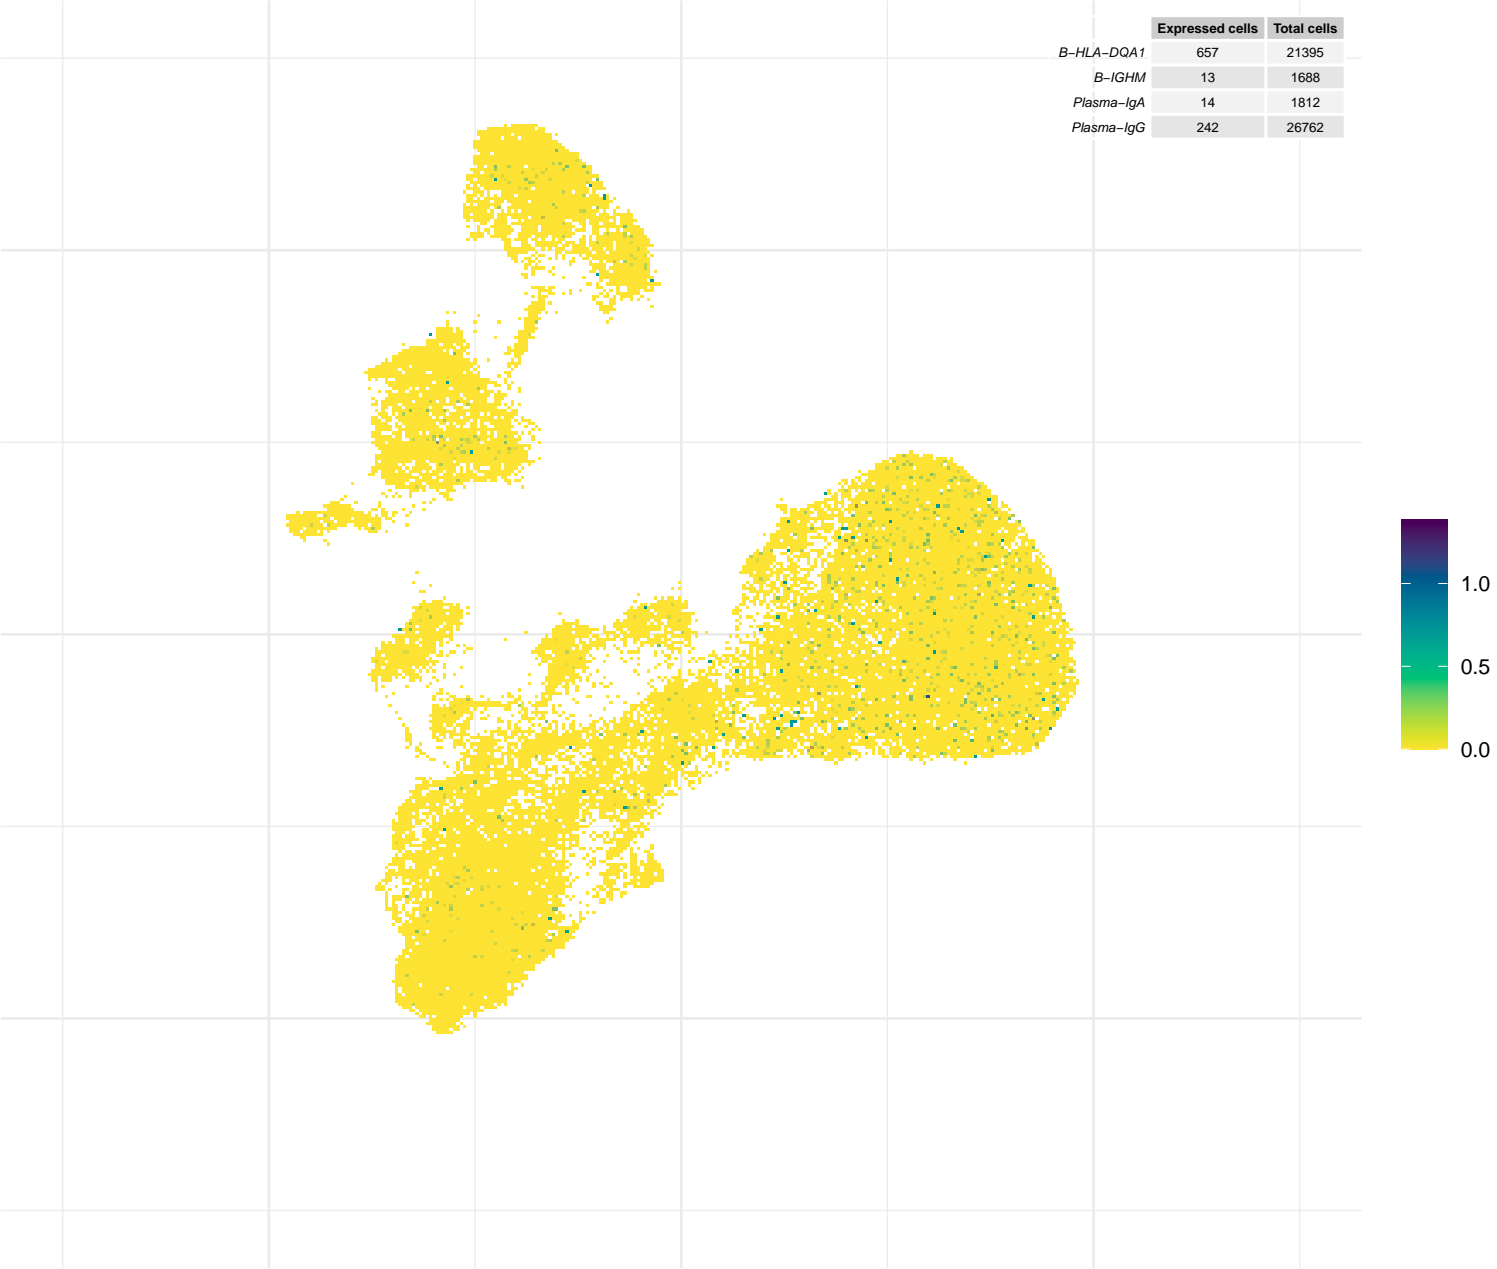 Expressed cells Total cells
B−HLA−DQA1 657 21395
B−IGHM 13 1688
Plasma−IgA 14 1812
Plasma−IgG 242 26762
1.0
0.5
0.0